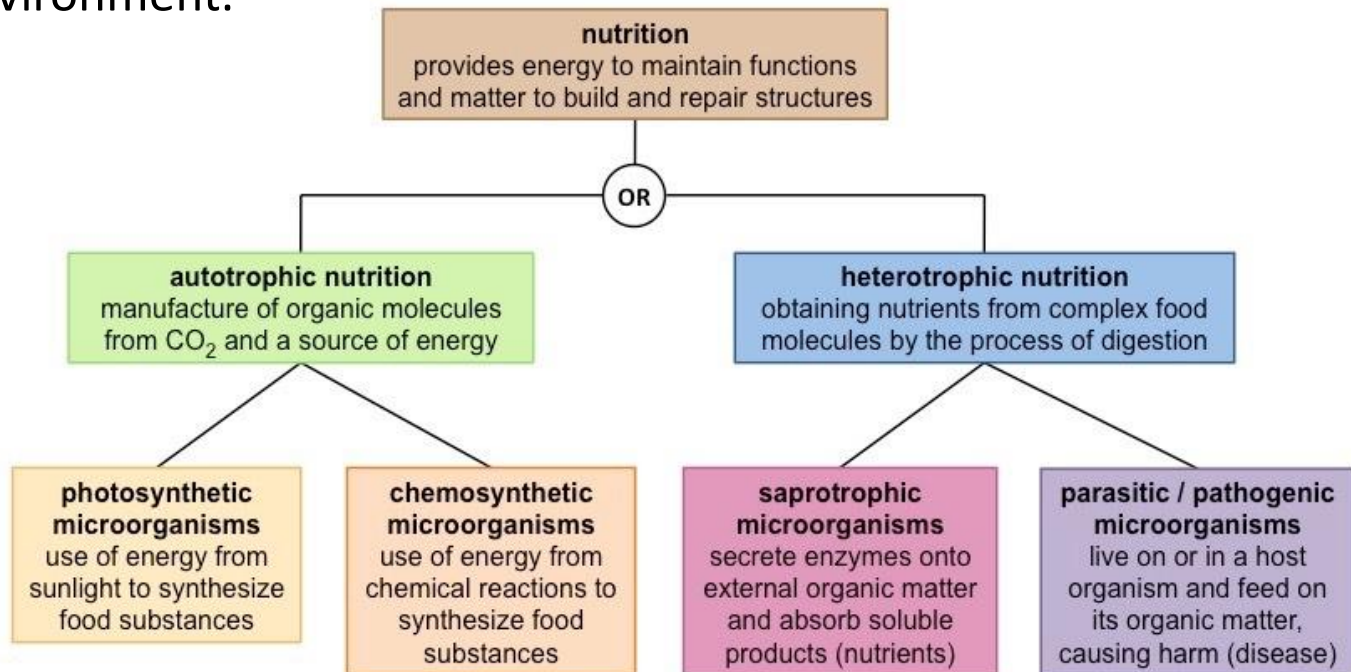 vironment.
nutrition
provides energy to maintain functions
and matter to build and repair structures
OR
autotrophic nutrition
manufacture of organic molecules
from CO₂ and a source of energy
heterotrophic nutrition
obtaining nutrients from complex food
molecules by the process of digestion
photosynthetic
microorganisms
use of energy from
sunlight to synthesize
food substances
chemosynthetic
microorganisms
use of energy from
chemical reactions to
synthesize food
substances
saprotrophic
microorganisms
secrete enzymes onto
external organic matter
and absorb soluble
products (nutrients)
parasitic / pathogenic
microorganisms
live on or in a host
organism and feed on
its organic matter,
causing harm (disease)